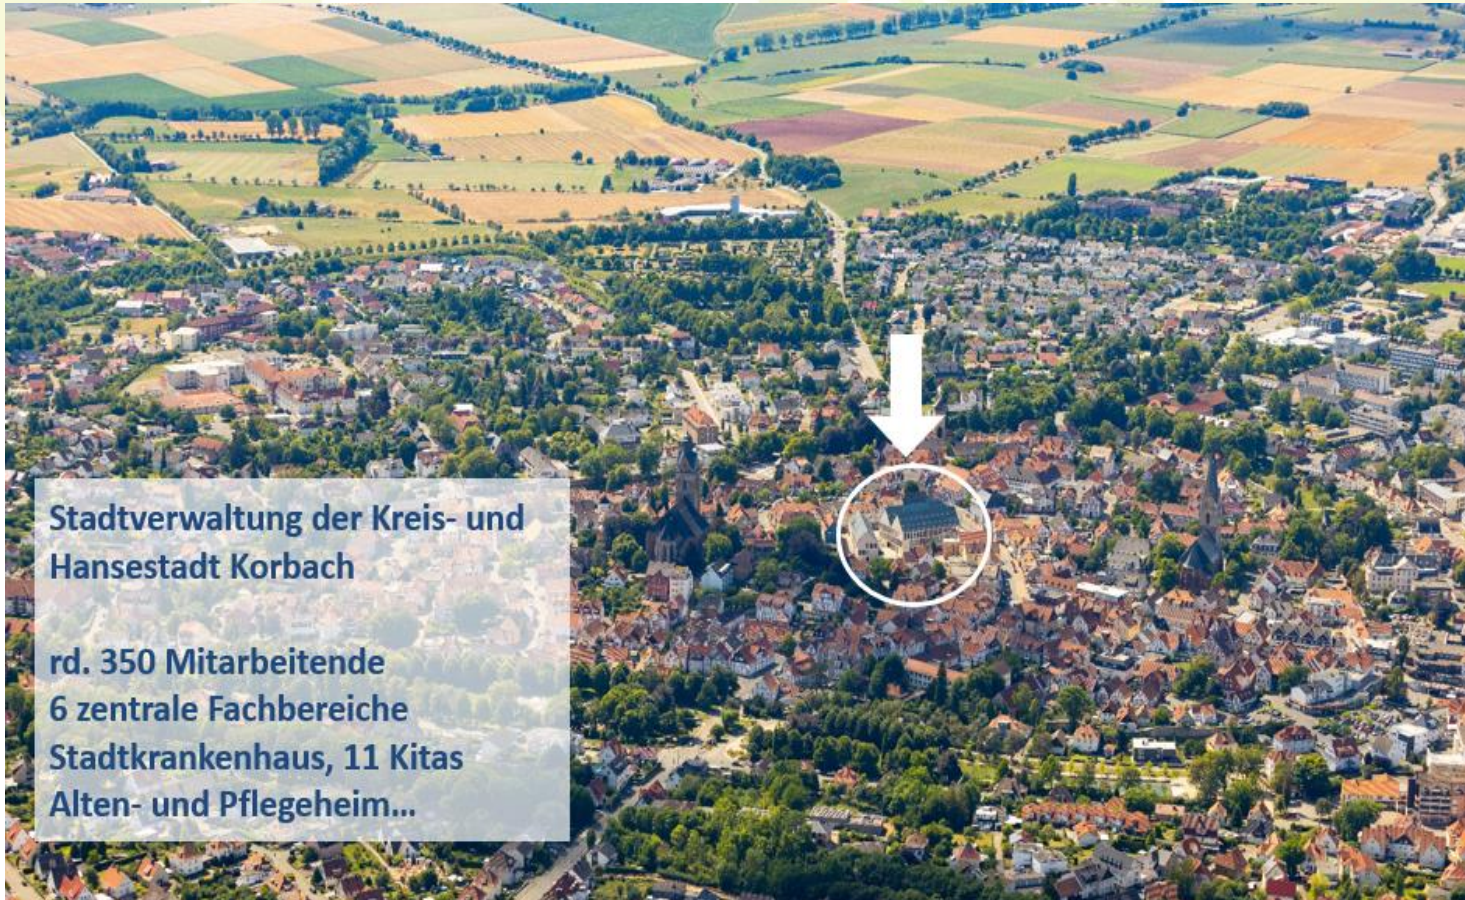 Stadtverwaltung der Kreis- und
Hansestadt Korbach
rd. 350 Mitarbeitende
6 zentrale Fachbereiche
Stadtkrankenhaus, 11 Kitas
Alten- und Pflegeheim...